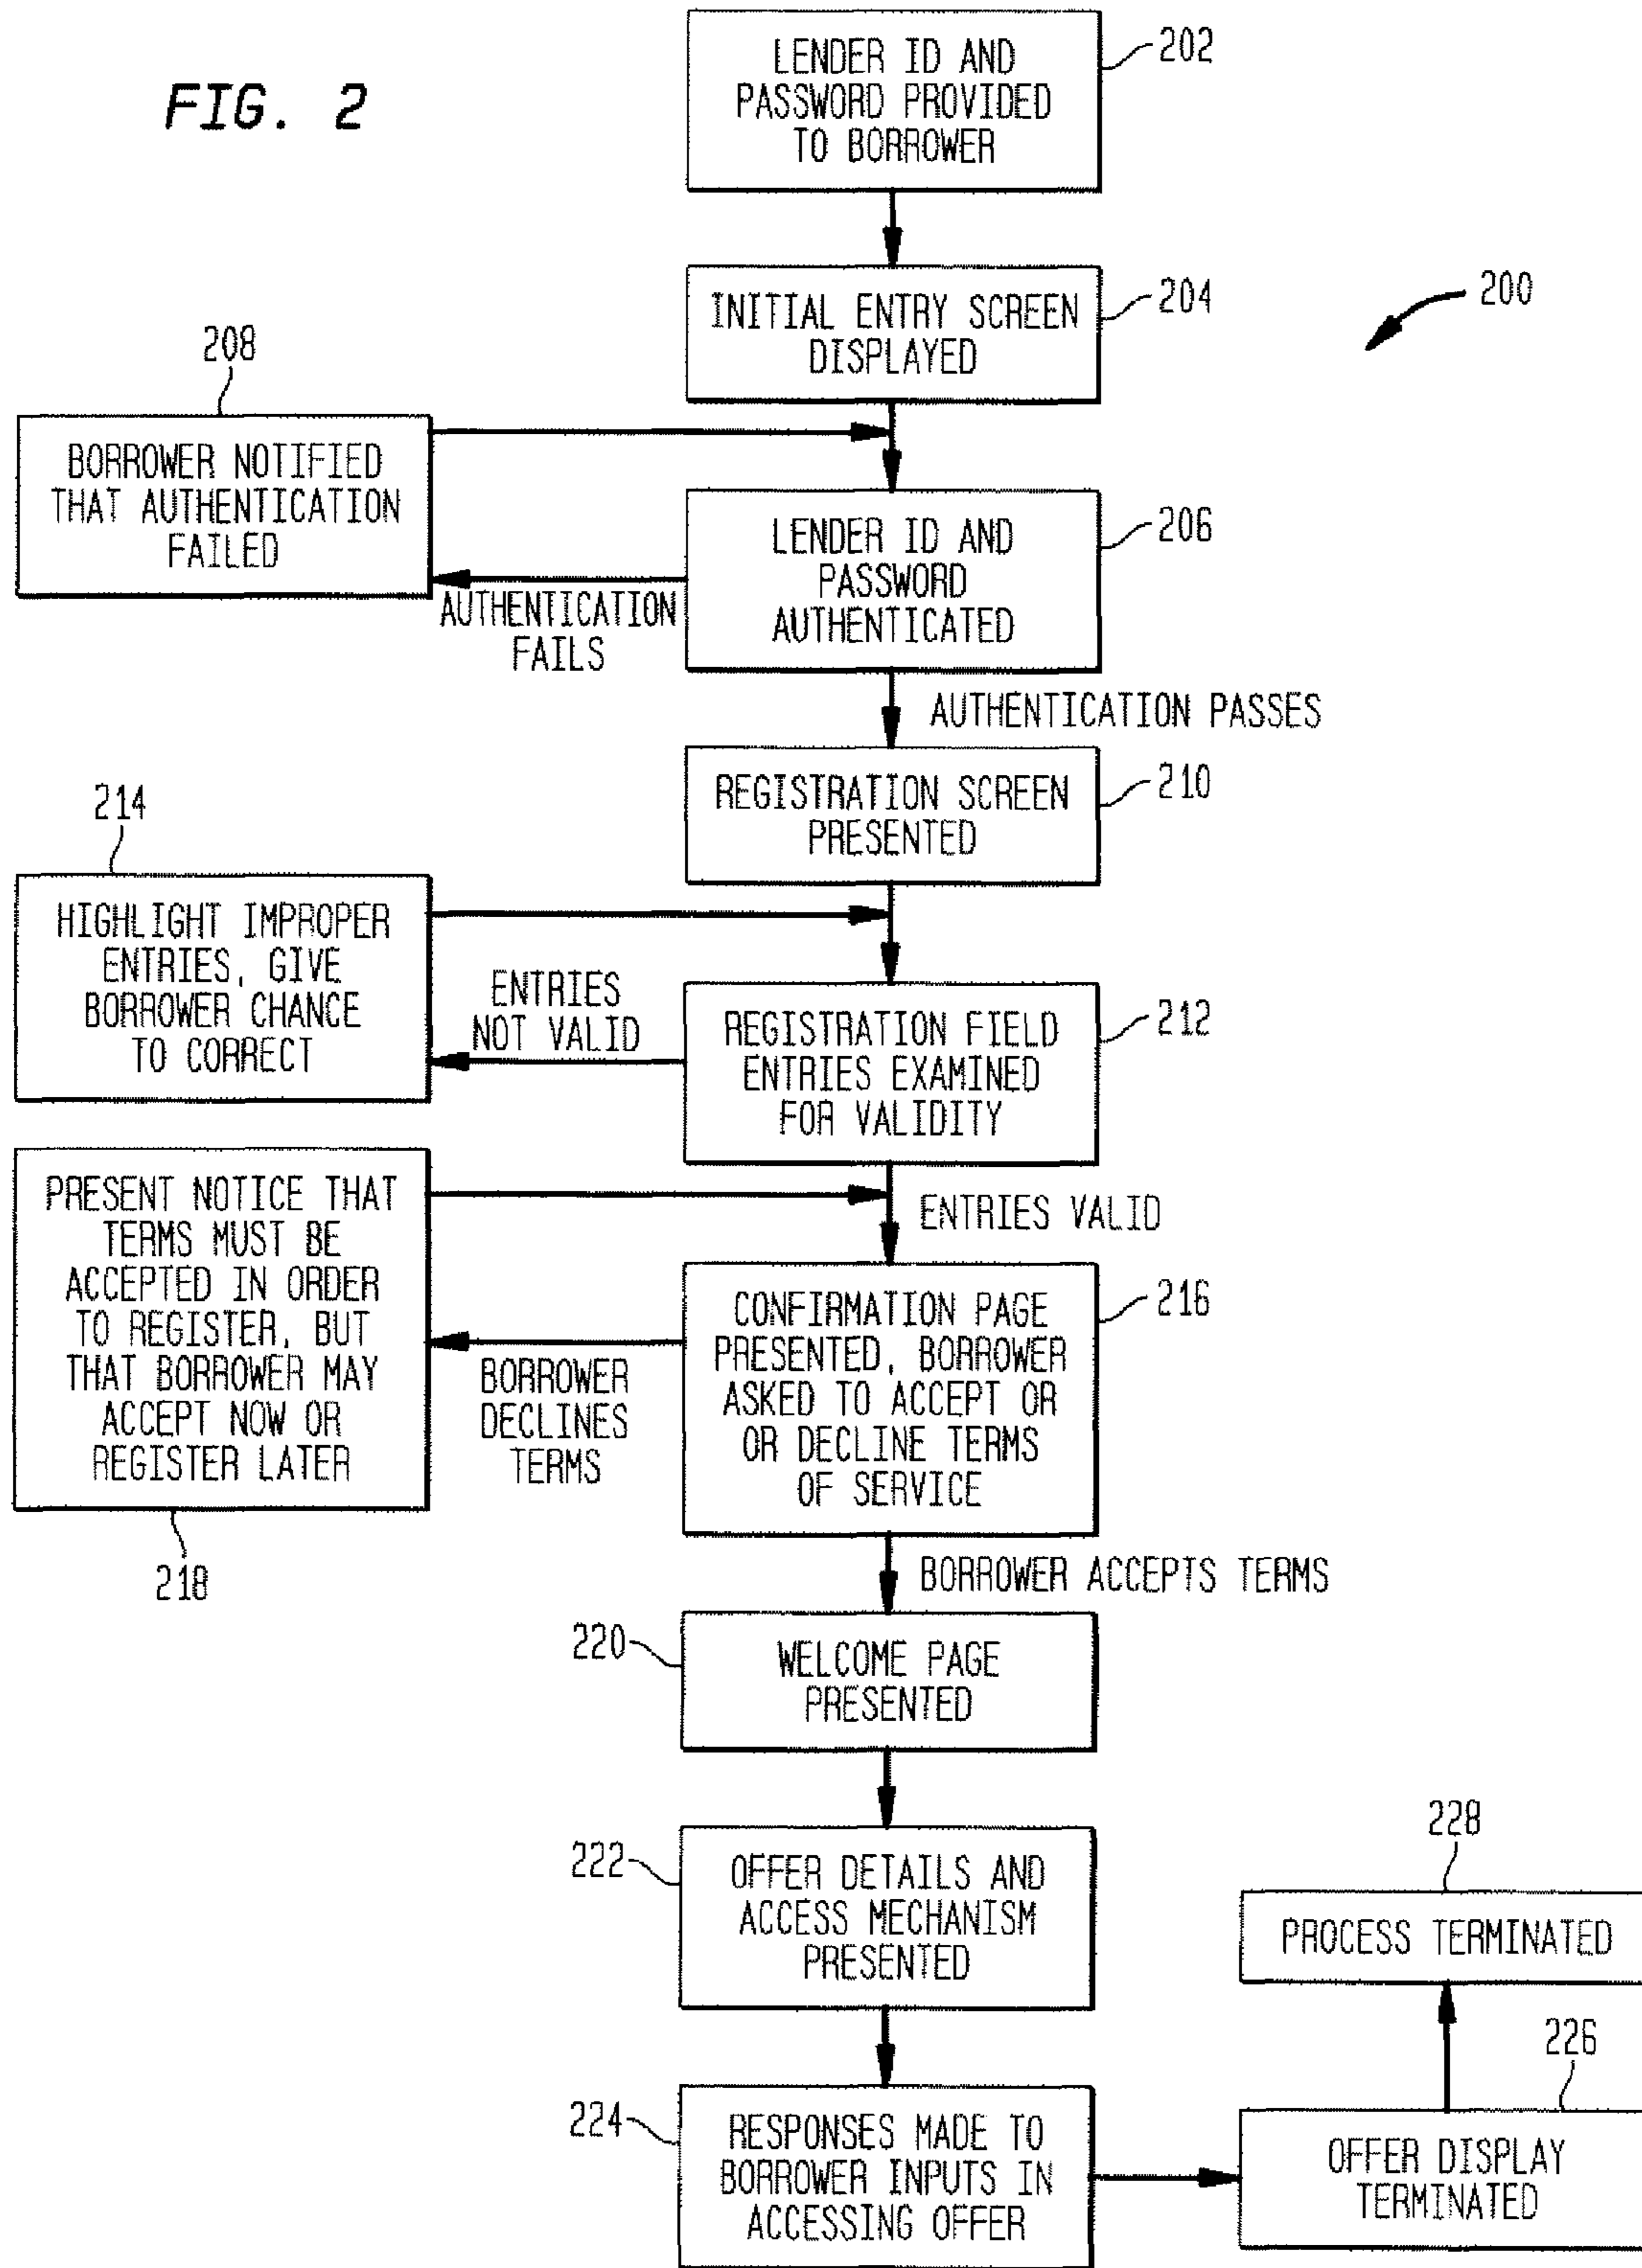 FIG. 2
LENDER ID AND
PASSWORD PROVIDED
TO BORROWER
202
INITIAL ENTRY SCREEN
DISPLAYED
204
200
208
BORROWER NOTIFIED
THAT AUTHENTICATION
FAILED
LENDER ID AND
PASSWORD
AUTHENTICATED
206
AUTHENTICATION
FAILS
AUTHENTICATION PASSES
REGISTRATION SCREEN
PRESENTED
210
214
HIGHLIGHT IMPROPER
ENTRIES, GIVE
BORROWER CHANCE
TO CORRECT
ENTRIES
NOT VALID
REGISTRATION FIELD
ENTRIES EXAMINED
FOR VALIDITY
212
ENTRIES VALID
PRESENT NOTICE THAT
TERMS MUST BE
ACCEPTED IN ORDER
TO REGISTER, BUT
THAT BORROWER MAY
ACCEPT NOW OR
REGISTER LATER
218
BORROWER
DECLINES
TERMS
CONFIRMATION PAGE
PRESENTED, BORROWER
ASKED TO ACCEPT OR
OR DECLINE TERMS
OF SERVICE
216
BORROWER ACCEPTS TERMS
220
WELCOME PAGE
PRESENTED
222
OFFER DETAILS AND
ACCESS MECHANISM
PRESENTED
228
PROCESS TERMINATED
224
RESPONSES MADE TO
BORROWER INPUTS IN
ACCESSING OFFER
226
OFFER DISPLAY
TERMINATED